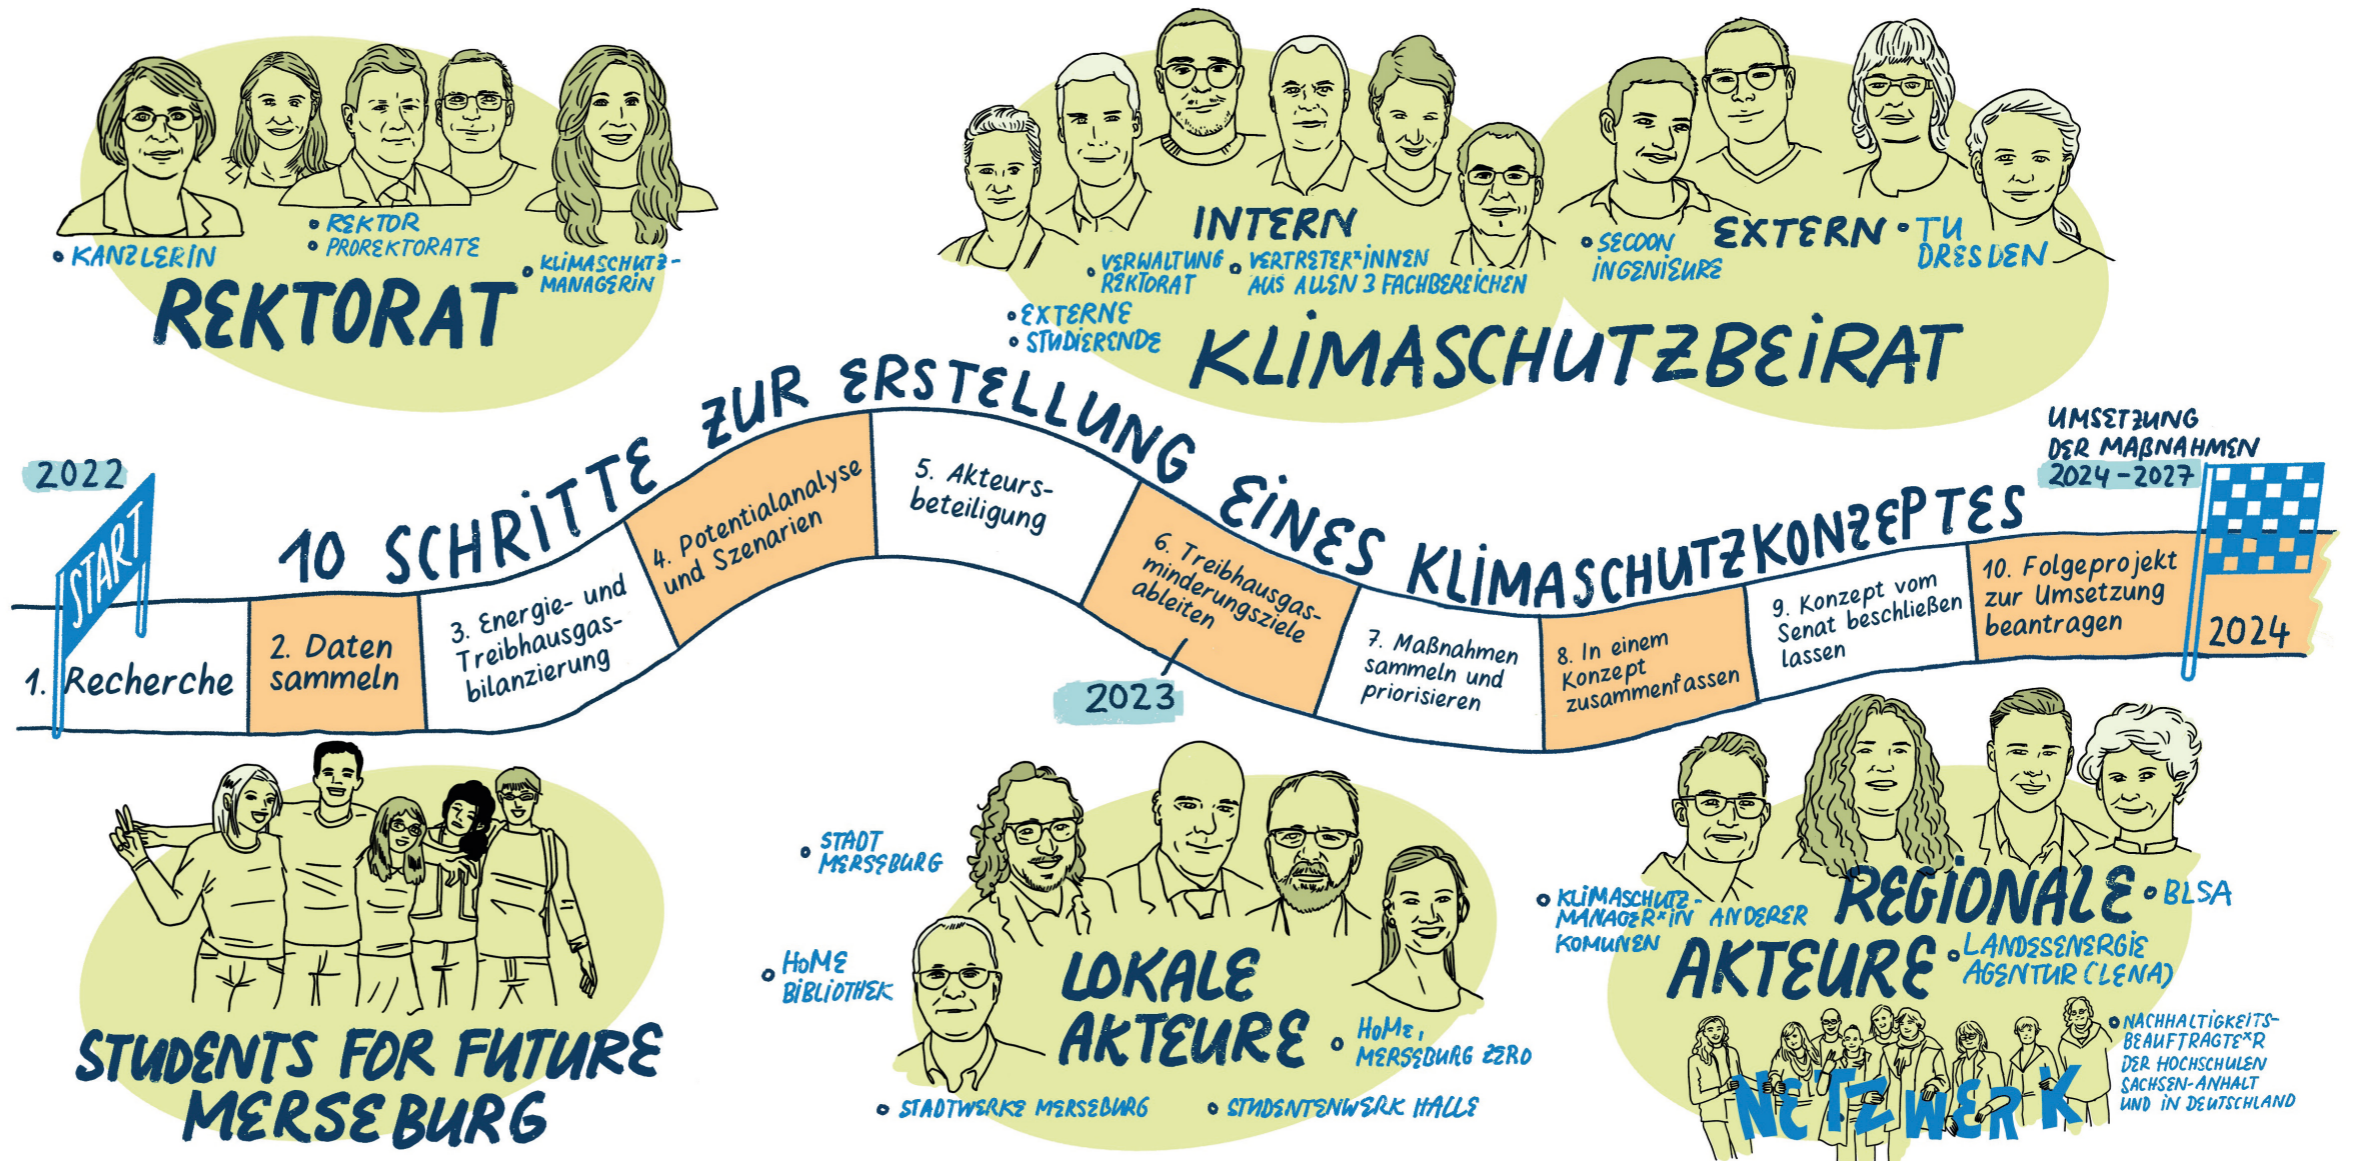 • KANZLERIN
• REKTOR
• PROREKTORATE
• KLIMASCHUTZ-
MANAGERIN
REKTORAT
INTERN
• VERWALTUNG
REKTORAT
• VERTRETER*INNEN
AUS ALLEN 3 FACHBEREICHEN
• EXTERNE
• STUDIERENDE
• SECOON
INGENIEURE
EXTERN
• TU
DRESDEN
KLIMASCHUTZBEIRAT
10 SCHRITTE ZUR ERSTELLUNG EINES KLIMASCHUTZKONZEPTES
2022
START
1. Recherche
2. Daten
sammeln
3. Energie- und
Treibhausgas-
bilanzierung
4. Potentialanalyse
und Szenarien
5. Akteurs-
beteiligung
6. Treibhausgas-
minderungsziele
ableiten
2023
7. Maßnahmen
sammeln und
priorisieren
8. In einem
Konzept
zusammenfassen
9. Konzept vom
Senat beschließen
lassen
10. Folgeprojekt
zur Umsetzung
beantragen
UMSETZUNG
DER MAßNAHMEN
2024-2027
2024
STUDENTS FOR FUTURE
MERSEBURG
• STADT
MERSEBURG
• HoME
BIBLIOTHEK
LOKALE
AKTEURE
• HoME,
MERSEBURG ZERO
• STADTWERKE MERSEBURG
• STUDENTENWERK HALLE
• KLIMASCHUTZ-
MANAGER*IN ANDERER
KOMUNEN
REGIONALE
AKTEURE
• BLSA
• LANDESENERGIE
AGENTUR (LENA)
• NACHHALTIGKEITS-
BEAUFTRAGTE*R
DER HOCHSCHULEN
SACHSEN-ANHALT
UND IN DEUTSCHLAND
NETZWERK